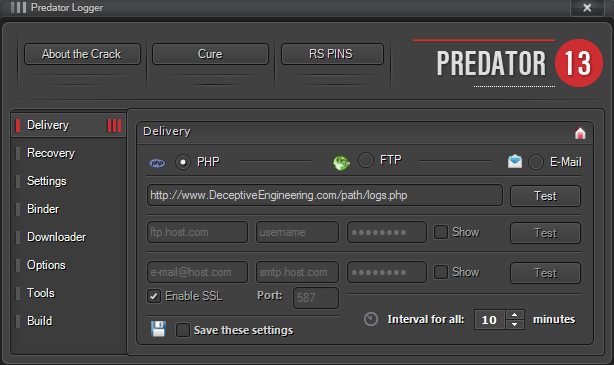 Predator Logger
About the Crack
Cure
RS PINS
PREDATOR 13
Delivery
Recovery
Settings
Binder
Downloader
Options
Tools
Build
Delivery
PHP
FTP
E-Mail
http://www.DeceptiveEngineering.com/path/logs.php
Test
ftp.host.com
username
Show
Test
e-mail@host.com
smtp.host.com
Show
Test
Enable SSL
Port:
587
Save these settings
Interval for all:
10
minutes